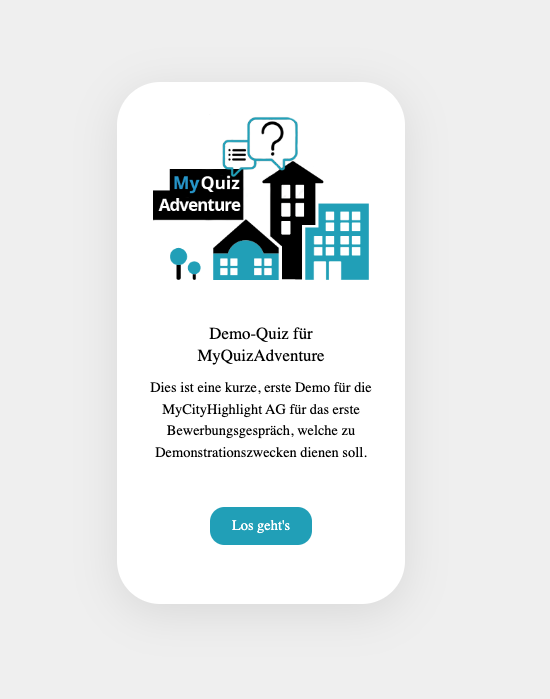 ?
MyQuiz
Adventure
Demo-Quiz für
MyQuizAdventure
Dies ist eine kurze, erste Demo für die
MyCityHighlight AG für das erste
Bewerbungsgespräch, welche zu
Demonstrationszwecken dienen soll.
Los geht's